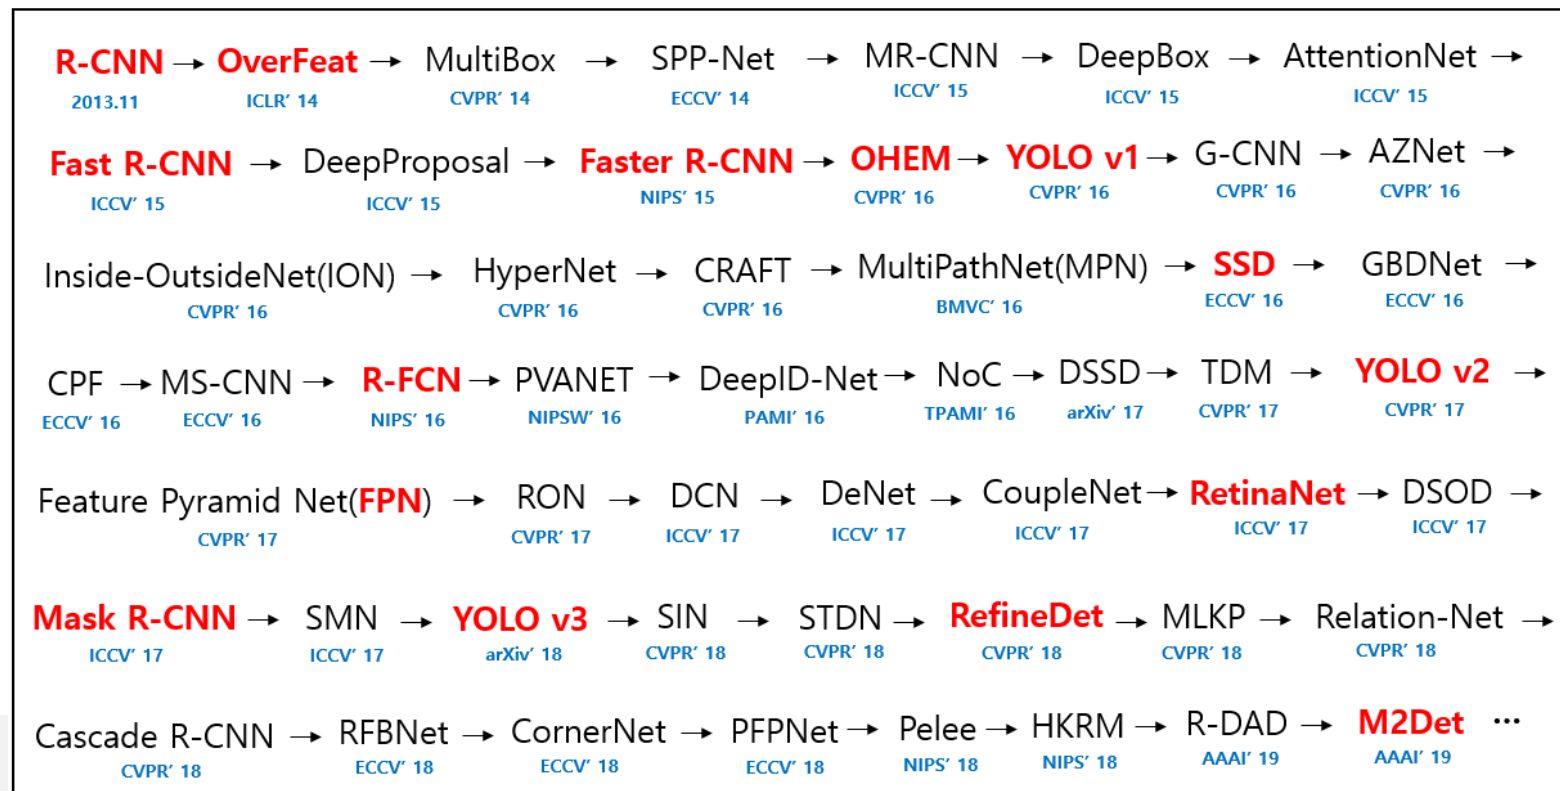 R-CNN → OverFeat → MultiBox → SPP-Net → MR-CNN → DeepBox → AttentionNet →
2013.11 ICLR' 14 CVPR' 14 ECCV' 14 ICCV' 15 ICCV' 15 ICCV' 15
Fast R-CNN → DeepProposal → Faster R-CNN → OHEM → YOLO v1 → G-CNN → AZNet →
ICCV' 15 ICCV' 15 NIPS' 15 CVPR' 16 CVPR' 16 CVPR' 16 CVPR' 16
Inside-OutsideNet(ION) → HyperNet → CRAFT → MultiPathNet(MPN) → SSD → GBDNet →
CVPR' 16 CVPR' 16 CVPR' 16 BMVC' 16 ECCV' 16 ECCV' 16
CPF → MS-CNN → R-FCN → PVANET → DeepID-Net → NoC → DSSD → TDM → YOLO v2 →
ECCV' 16 ECCV' 16 NIPS' 16 NIPSW' 16 PAMI' 16 TPAMI' 16 arXiv' 17 CVPR' 17 CVPR' 17
Feature Pyramid Net(FPN) → RON → DCN → DeNet → CoupleNet → RetinaNet → DSOD →
CVPR' 17 CVPR' 17 ICCV' 17 ICCV' 17 ICCV' 17 ICCV' 17 ICCV' 17
Mask R-CNN → SMN → YOLO v3 → SIN → STDN → RefineDet → MLKP → Relation-Net →
ICCV' 17 ICCV' 17 arXiv' 18 CVPR' 18 CVPR' 18 CVPR' 18 CVPR' 18 CVPR' 18
Cascade R-CNN → RFBNet → CornerNet → PFPNet → Pelee → HKRM → R-DAD → M2Det ···
CVPR' 18 ECCV' 18 ECCV' 18 ECCV' 18 NIPS' 18 NIPS' 18 AAAI' 19 AAAI' 19